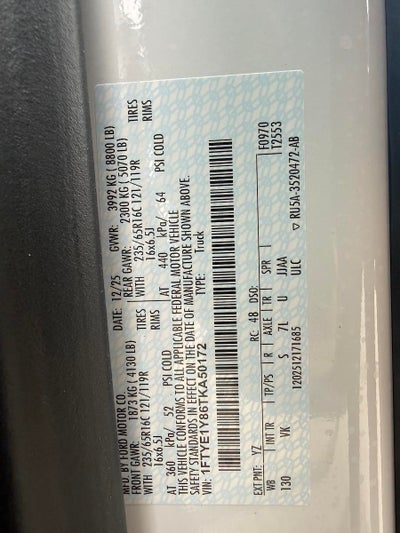 MFD. BY FORD MOTOR CO.
DATE: 12/25 GVWR: 3992 KG ( 8800 LB)
FRONT GAWR: 1873 KG ( 4130 LB) REAR GAWR: 2300 KG ( 5070 LB)
WITH 235/65R16C 121/119R TIRES WITH 235/65R16C 121/119R TIRES
16x6.5J RIMS 16x6.5J RIMS
AT 360 kPa/ 52 PSI COLD AT 440 kPa/ 64 PSI COLD
THIS VEHICLE CONFORMS TO ALL APPLICABLE FEDERAL MOTOR VEHICLE
SAFETY STANDARDS IN EFFECT ON THE DATE OF MANUFACTURE SHOWN ABOVE.
VIN: 1FTYE1Y86TKA50172 TYPE: Truck
EXT PNT: YZ RC: 48 DSO: F0970
WB INT TR TP/PS R AXLE TR SPR T2553
130 VK S 7L U JJAA
1202512171685 ULC ▽ RU5A-3520472-AB